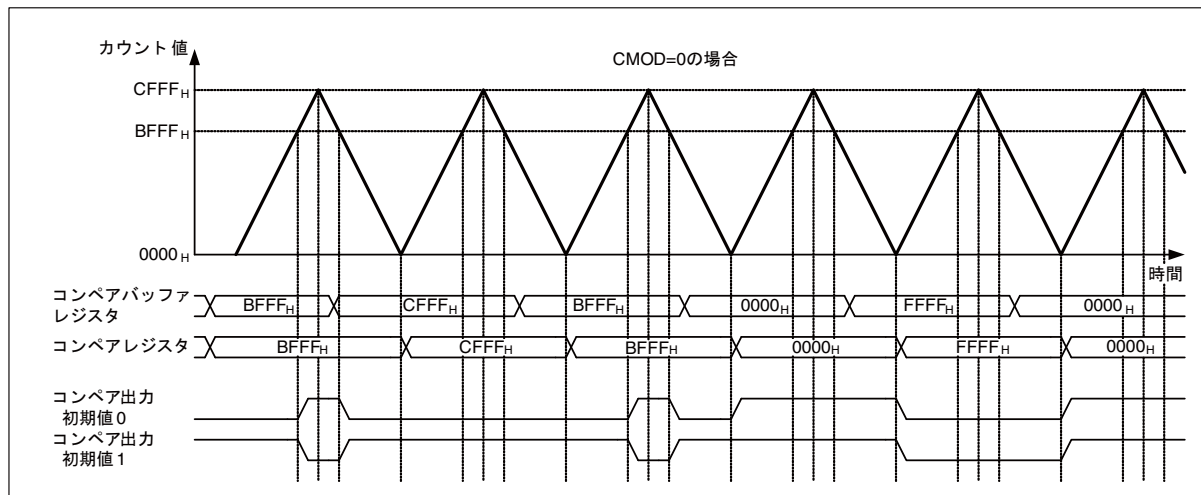 カウント値
CMOD=0の場合
CFFFH
BFFFH
0000H
時間
コンペアバッファ
レジスタ
BFFFH CFFFH BFFFH 0000H FFFFH 0000H
コンペアレジスタ
BFFFH CFFFH BFFFH 0000H FFFFH 0000H
コンペア出力
初期値0
コンペア出力
初期値1